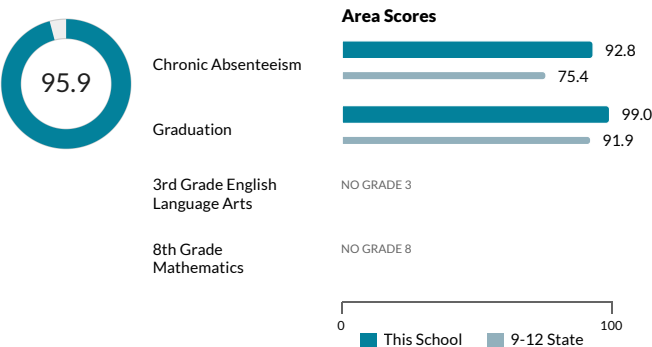 Area Scores
95.9
Chronic Absenteeism
92.8
75.4
Graduation
99.0
91.9
3rd Grade English
Language Arts
NO GRADE 3
8th Grade
Mathematics
NO GRADE 8
0
100
This School
9-12 State